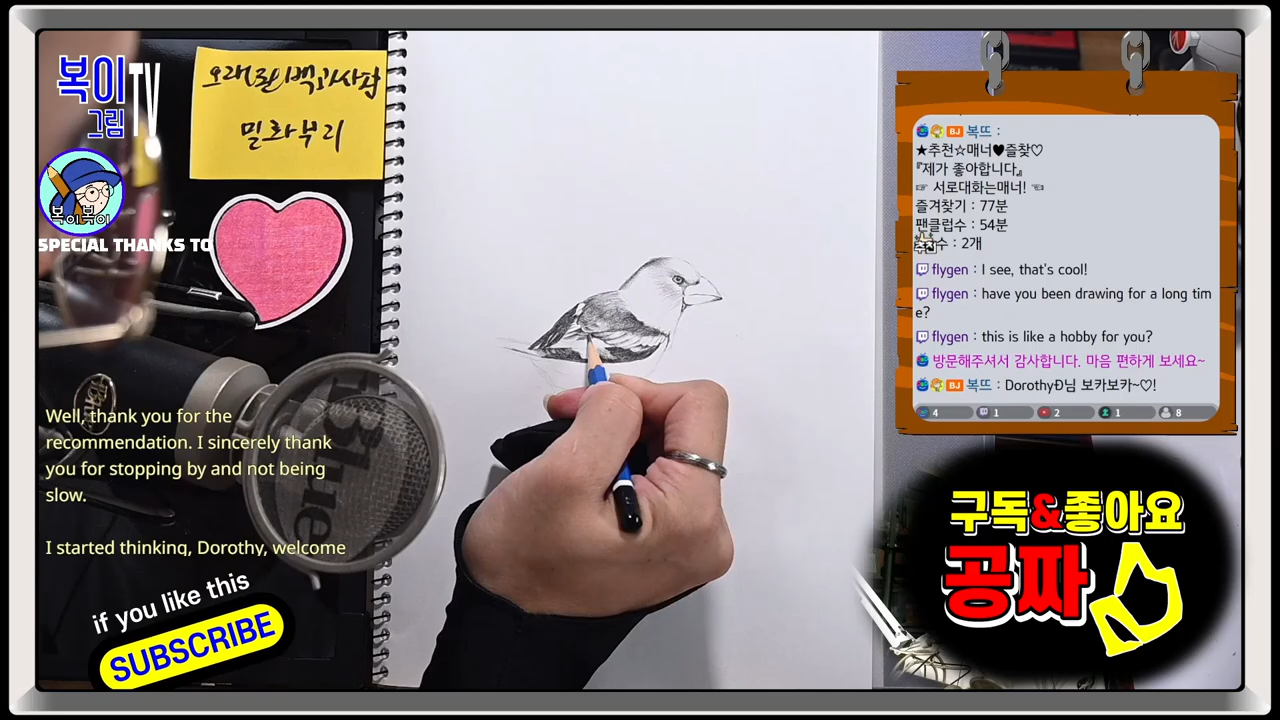 복이
그림
TV
오래된 백과사전
밀화부리
복이복이
SPECIAL THANKS TO
Blue
Well, thank you for the
recommendation. I sincerely thank
you for stopping by and not being
slow.
I started thinking, Dorothy, welcome
if you like this
SUBSCRIBE
BJ 복뜨 :
★추천☆매너♥즐찾♡
『제가 좋아합니다』
☞ 서로대화는매너! ☜
즐겨찾기 : 77분
팬클럽수 : 54분
수 : 2개
flygen : I see, that's cool!
flygen : have you been drawing for a long tim
e?
flygen : this is like a hobby for you?
방문해주셔서 감사합니다. 마음 편하게 보세요~
BJ 복뜨 : DorothyÐ님 보카보카~♡!
4 1 2 1 8
구독&좋아요
공짜